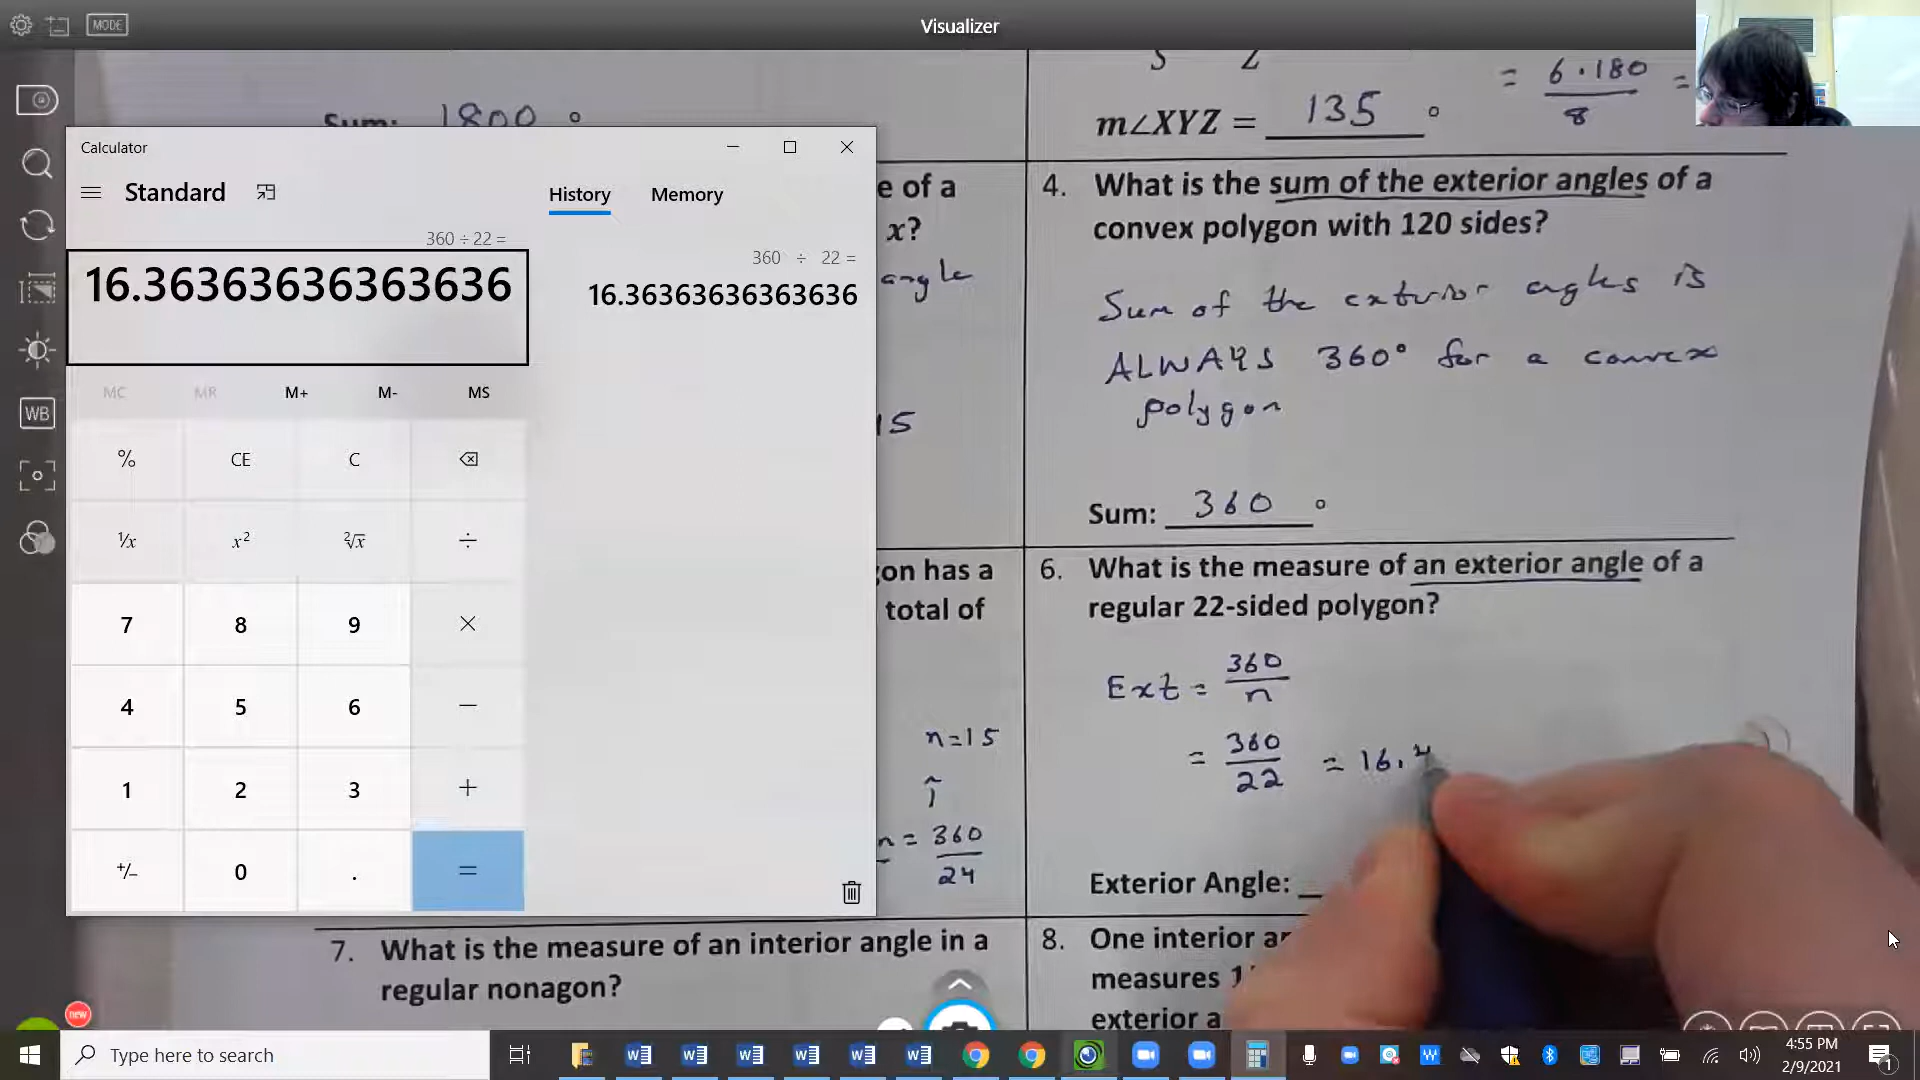 MODE
Visualizer
WB
Sum: 1800 °
S Z
m∠XYZ = 135 °
= 6·180 / 8 =
Calculator
Standard
History
Memory
360 ÷ 22 =
16.36363636363636
360 ÷ 22 =
16.36363636363636
MC MR M+ M- MS
% CE C
¹/x x² ²√x ÷
7 8 9 ×
4 5 6 −
1 2 3 +
+/− 0 . =
e of a
x?
angle
15
on has a
total of
n=15
n = 360 / 24
4. What is the sum of the exterior angles of a
convex polygon with 120 sides?
Sum of the exterior angles is
ALWAYS 360° for a convex
polygon
Sum: 360 °
6. What is the measure of an exterior angle of a
regular 22-sided polygon?
Ext = 360 / n
= 360 / 22 = 16.4
Exterior Angle:
7. What is the measure of an interior angle in a
regular nonagon?
8. One interior
measures 1
exterior a
new
Type here to search
4:55 PM
2/9/2021
1